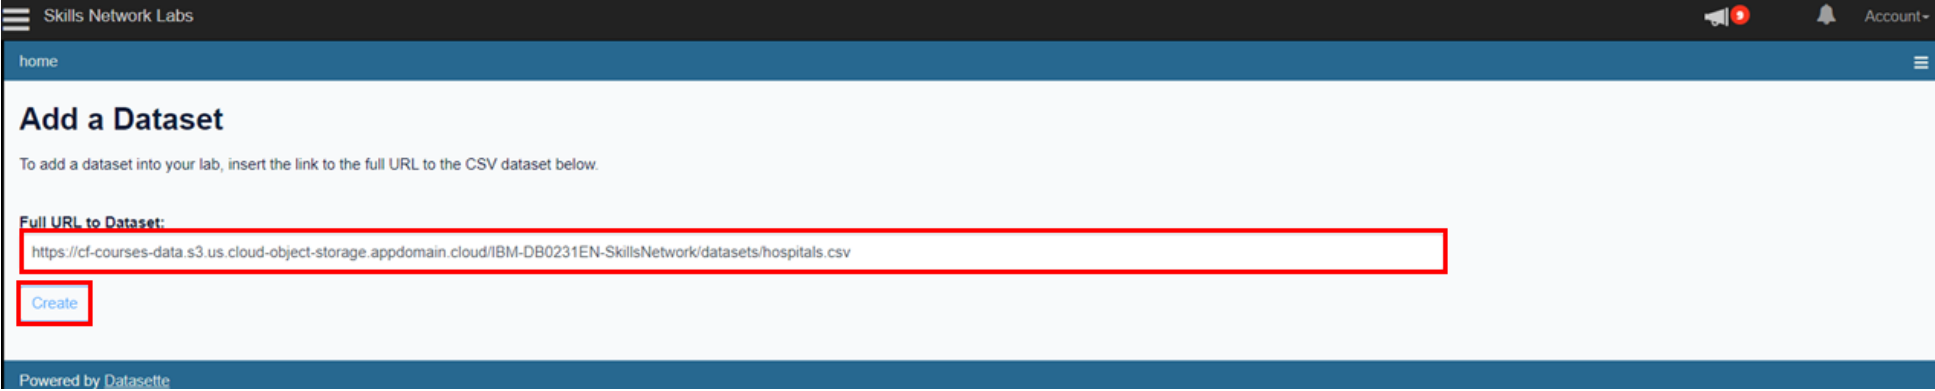 Skills Network Labs
9
Account
home
Add a Dataset
To add a dataset into your lab, insert the link to the full URL to the CSV dataset below.
Full URL to Dataset:
https://cf-courses-data.s3.us.cloud-object-storage.appdomain.cloud/IBM-DB0231EN-SkillsNetwork/datasets/hospitals.csv
Create
Powered by Datasette